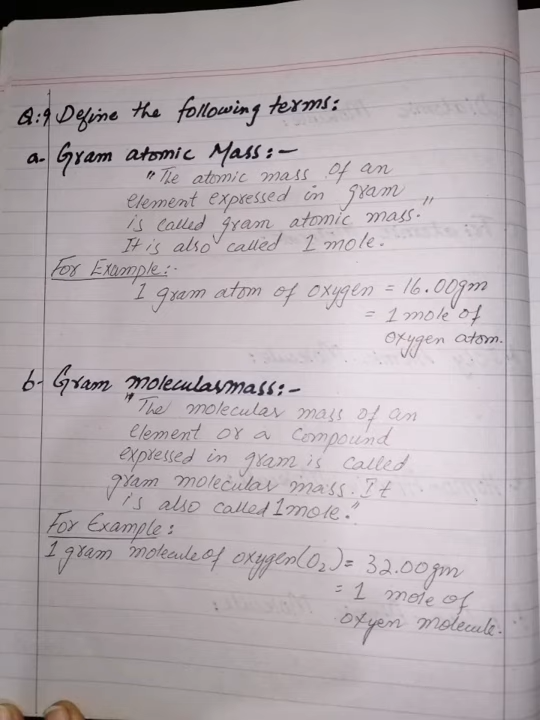 Q:9 Define the following terms:
a- Gram atomic Mass:-
"The atomic mass of an
element expressed in gram
is called gram atomic mass."
It is also called 1 mole.
For Example:-
1 gram atom of oxygen = 16.00gm
= 1 mole of
oxygen atom.
b- Gram molecularmass:-
"The molecular mass of an
element or a compound
expressed in gram is called
gram molecular mass. It
is also called 1 mole."
For Example:
1 gram molecule of oxygen(O₂) = 32.00gm
= 1 mole of
oxyen molecule.